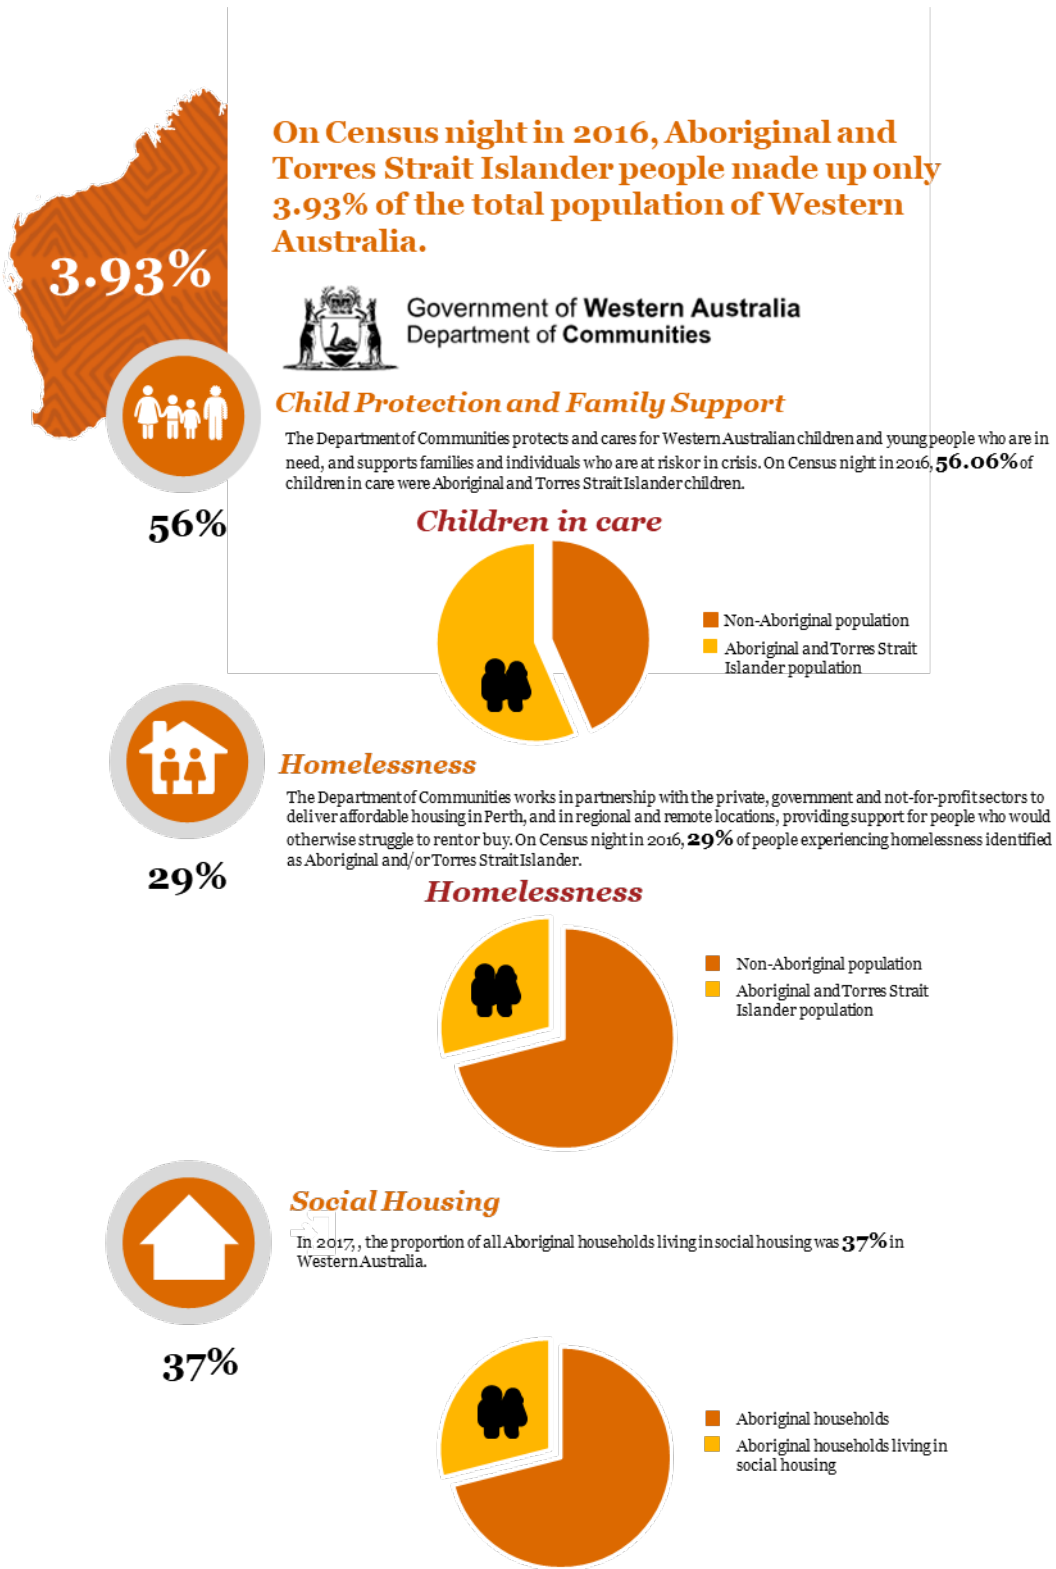 On Census night in 2016, Aboriginal and
Torres Strait Islander people made up only
3.93% of the total population of Western
Australia.
3.93%
Government of Western Australia
Department of Communities
Child Protection and Family Support
The Department of Communities protects and cares for Western Australian children and young people who are in
need, and supports families and individuals who are at risk or in crisis. On Census night in 2016, 56.06% of
children in care were Aboriginal and Torres Strait Islander children.
56%
Children in care
Non-Aboriginal population
Aboriginal and Torres Strait
Islander population
Homelessness
The Department of Communities works in partnership with the private, government and not-for-profit sectors to
deliver affordable housing in Perth, and in regional and remote locations, providing support for people who would
otherwise struggle to rent or buy. On Census night in 2016, 29% of people experiencing homelessness identified
as Aboriginal and/or Torres Strait Islander.
29%
Homelessness
Non-Aboriginal population
Aboriginal and Torres Strait
Islander population
Social Housing
In 2017, , the proportion of all Aboriginal households living in social housing was 37% in
Western Australia.
37%
Aboriginal households
Aboriginal households living in
social housing